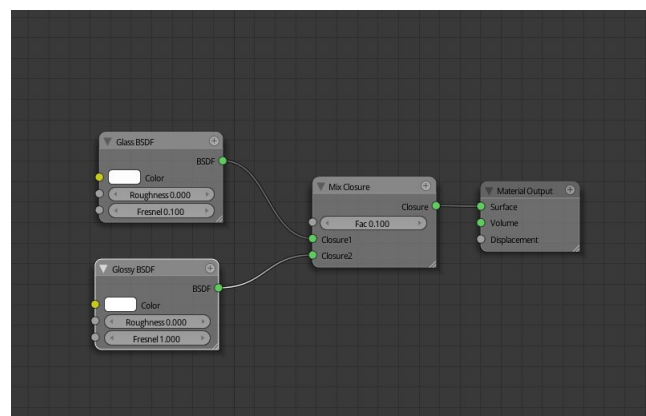 Glass BSDF
BSDF
Color
Roughness 0.000
Fresnel 0.100
Glossy BSDF
BSDF
Color
Roughness 0.000
Fresnel 1.000
Mix Closure
Closure
Fac 0.100
Closure1
Closure2
Material Output
Surface
Volume
Displacement